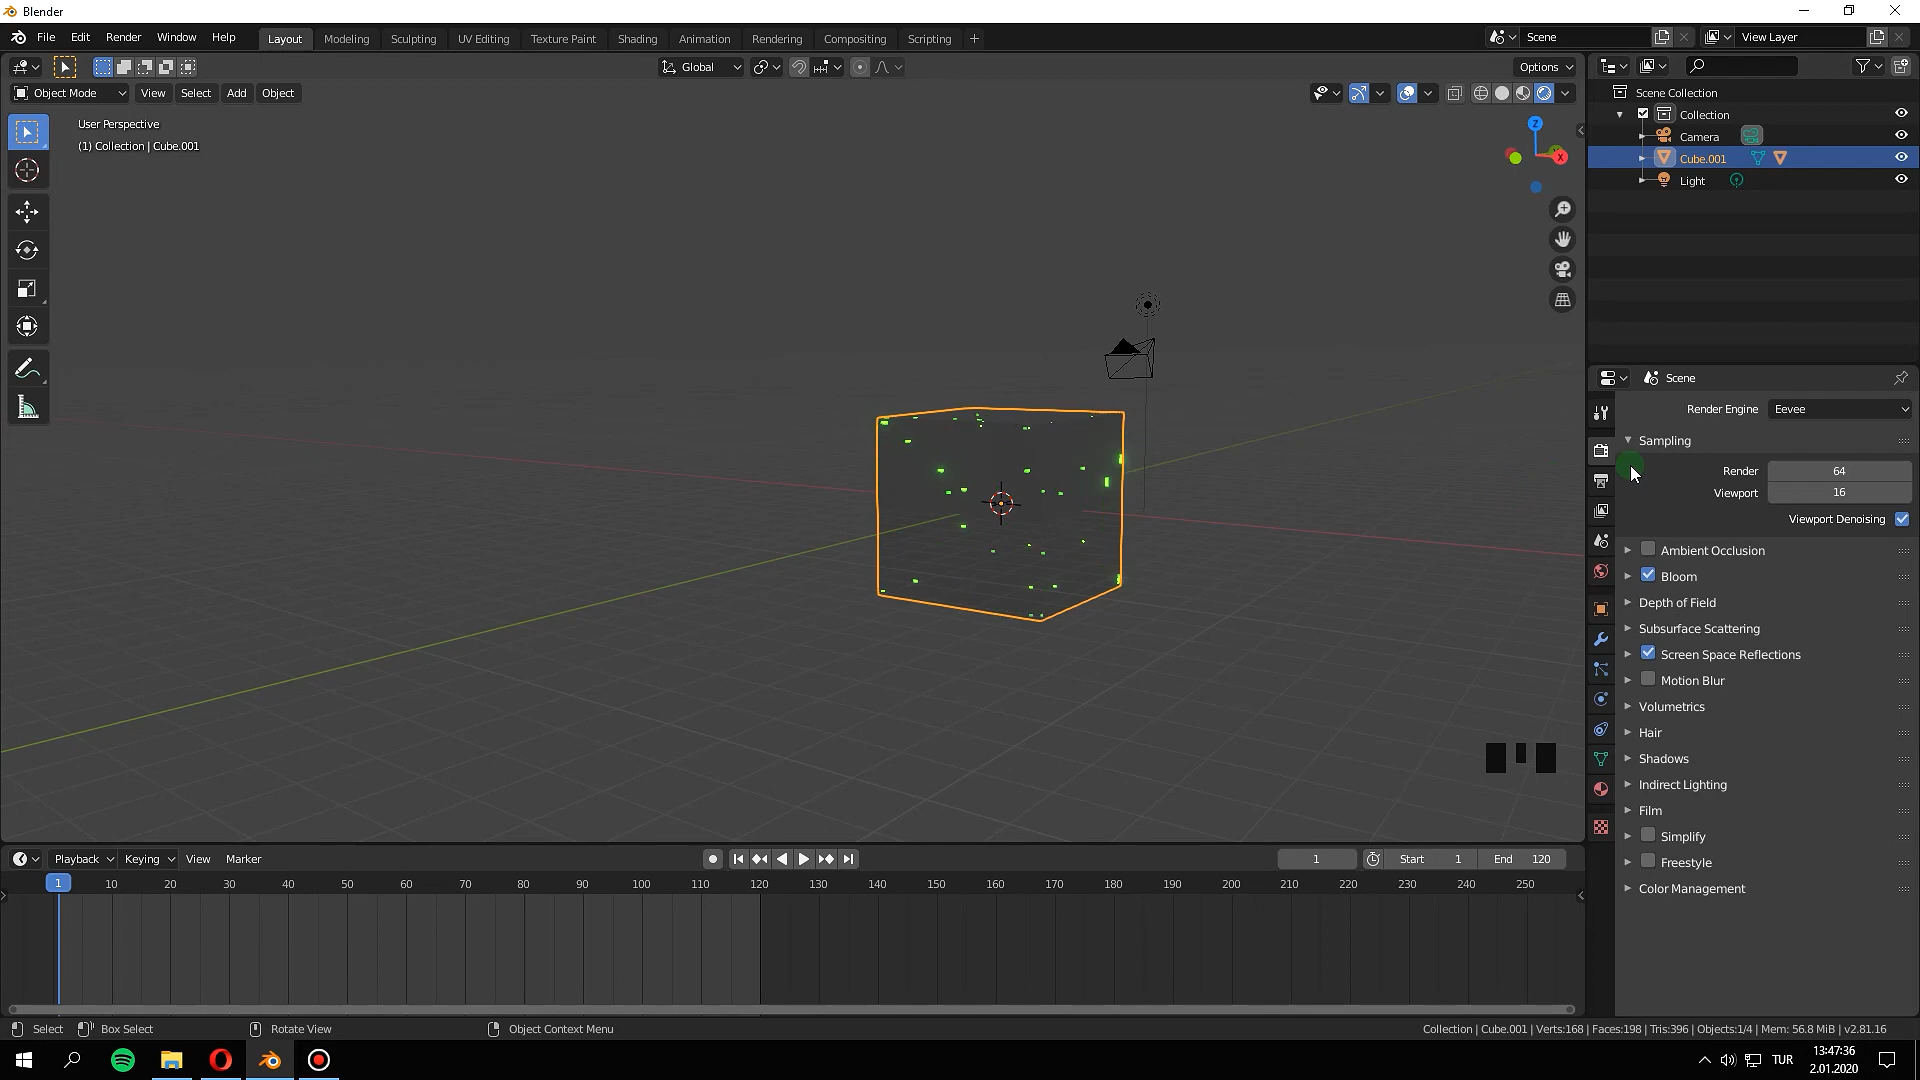 Blender
File Edit Render Window Help Layout Modeling Sculpting UV Editing Texture Paint Shading Animation Rendering Compositing Scripting Scene View Layer
Global Options
Object Mode View Select Add Object
User Perspective
(1) Collection | Cube.001
Z
X
Scene Collection
Collection
Camera
Cube.001
Light
Scene
Render Engine Eevee
Sampling
Render 64
Viewport 16
Viewport Denoising
Ambient Occlusion
Bloom
Depth of Field
Subsurface Scattering
Screen Space Reflections
Motion Blur
Volumetrics
Hair
Shadows
Indirect Lighting
Film
Simplify
Freestyle
Color Management
Playback Keying View Marker 1 Start 1 End 120
1 10 20 30 40 50 60 70 80 90 100 110 120 130 140 150 160 170 180 190 200 210 220 230 240 250
Select Box Select Rotate View Object Context Menu Collection | Cube.001 | Verts:168 | Faces:198 | Tris:396 | Objects:1/4 | Mem: 56.8 MiB | v2.81.16
TUR 13:47:36
2.01.2020